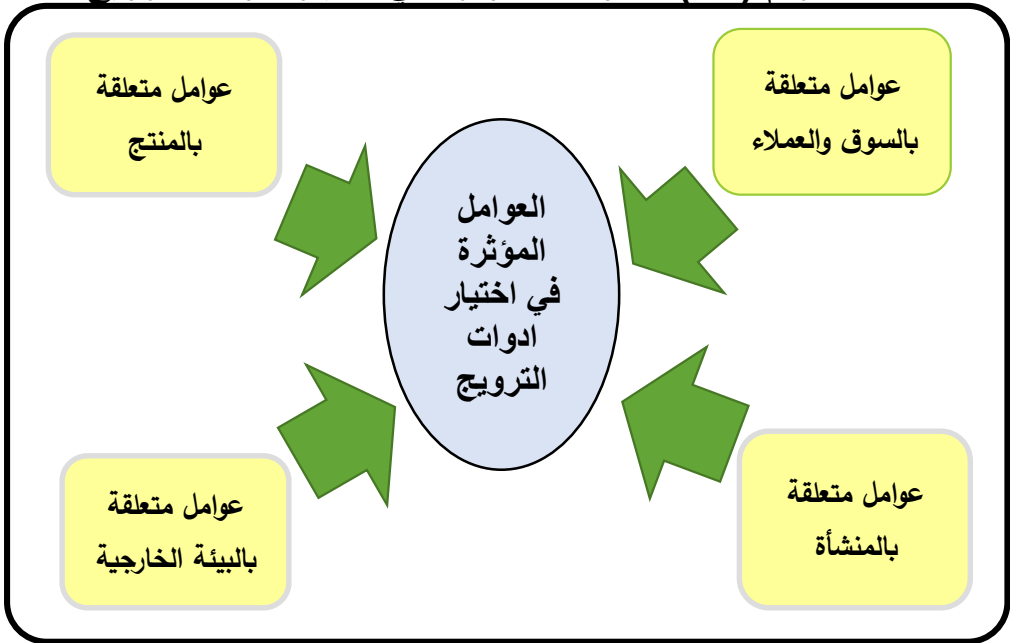 عوامل متعلقة
بالسوق والعملاء
عوامل متعلقة
بالمنتج
العوامل
المؤثرة
في اختيار
ادوات
الترويج
عوامل متعلقة
بالمنشأة
عوامل متعلقة
بالبيئة الخارجية